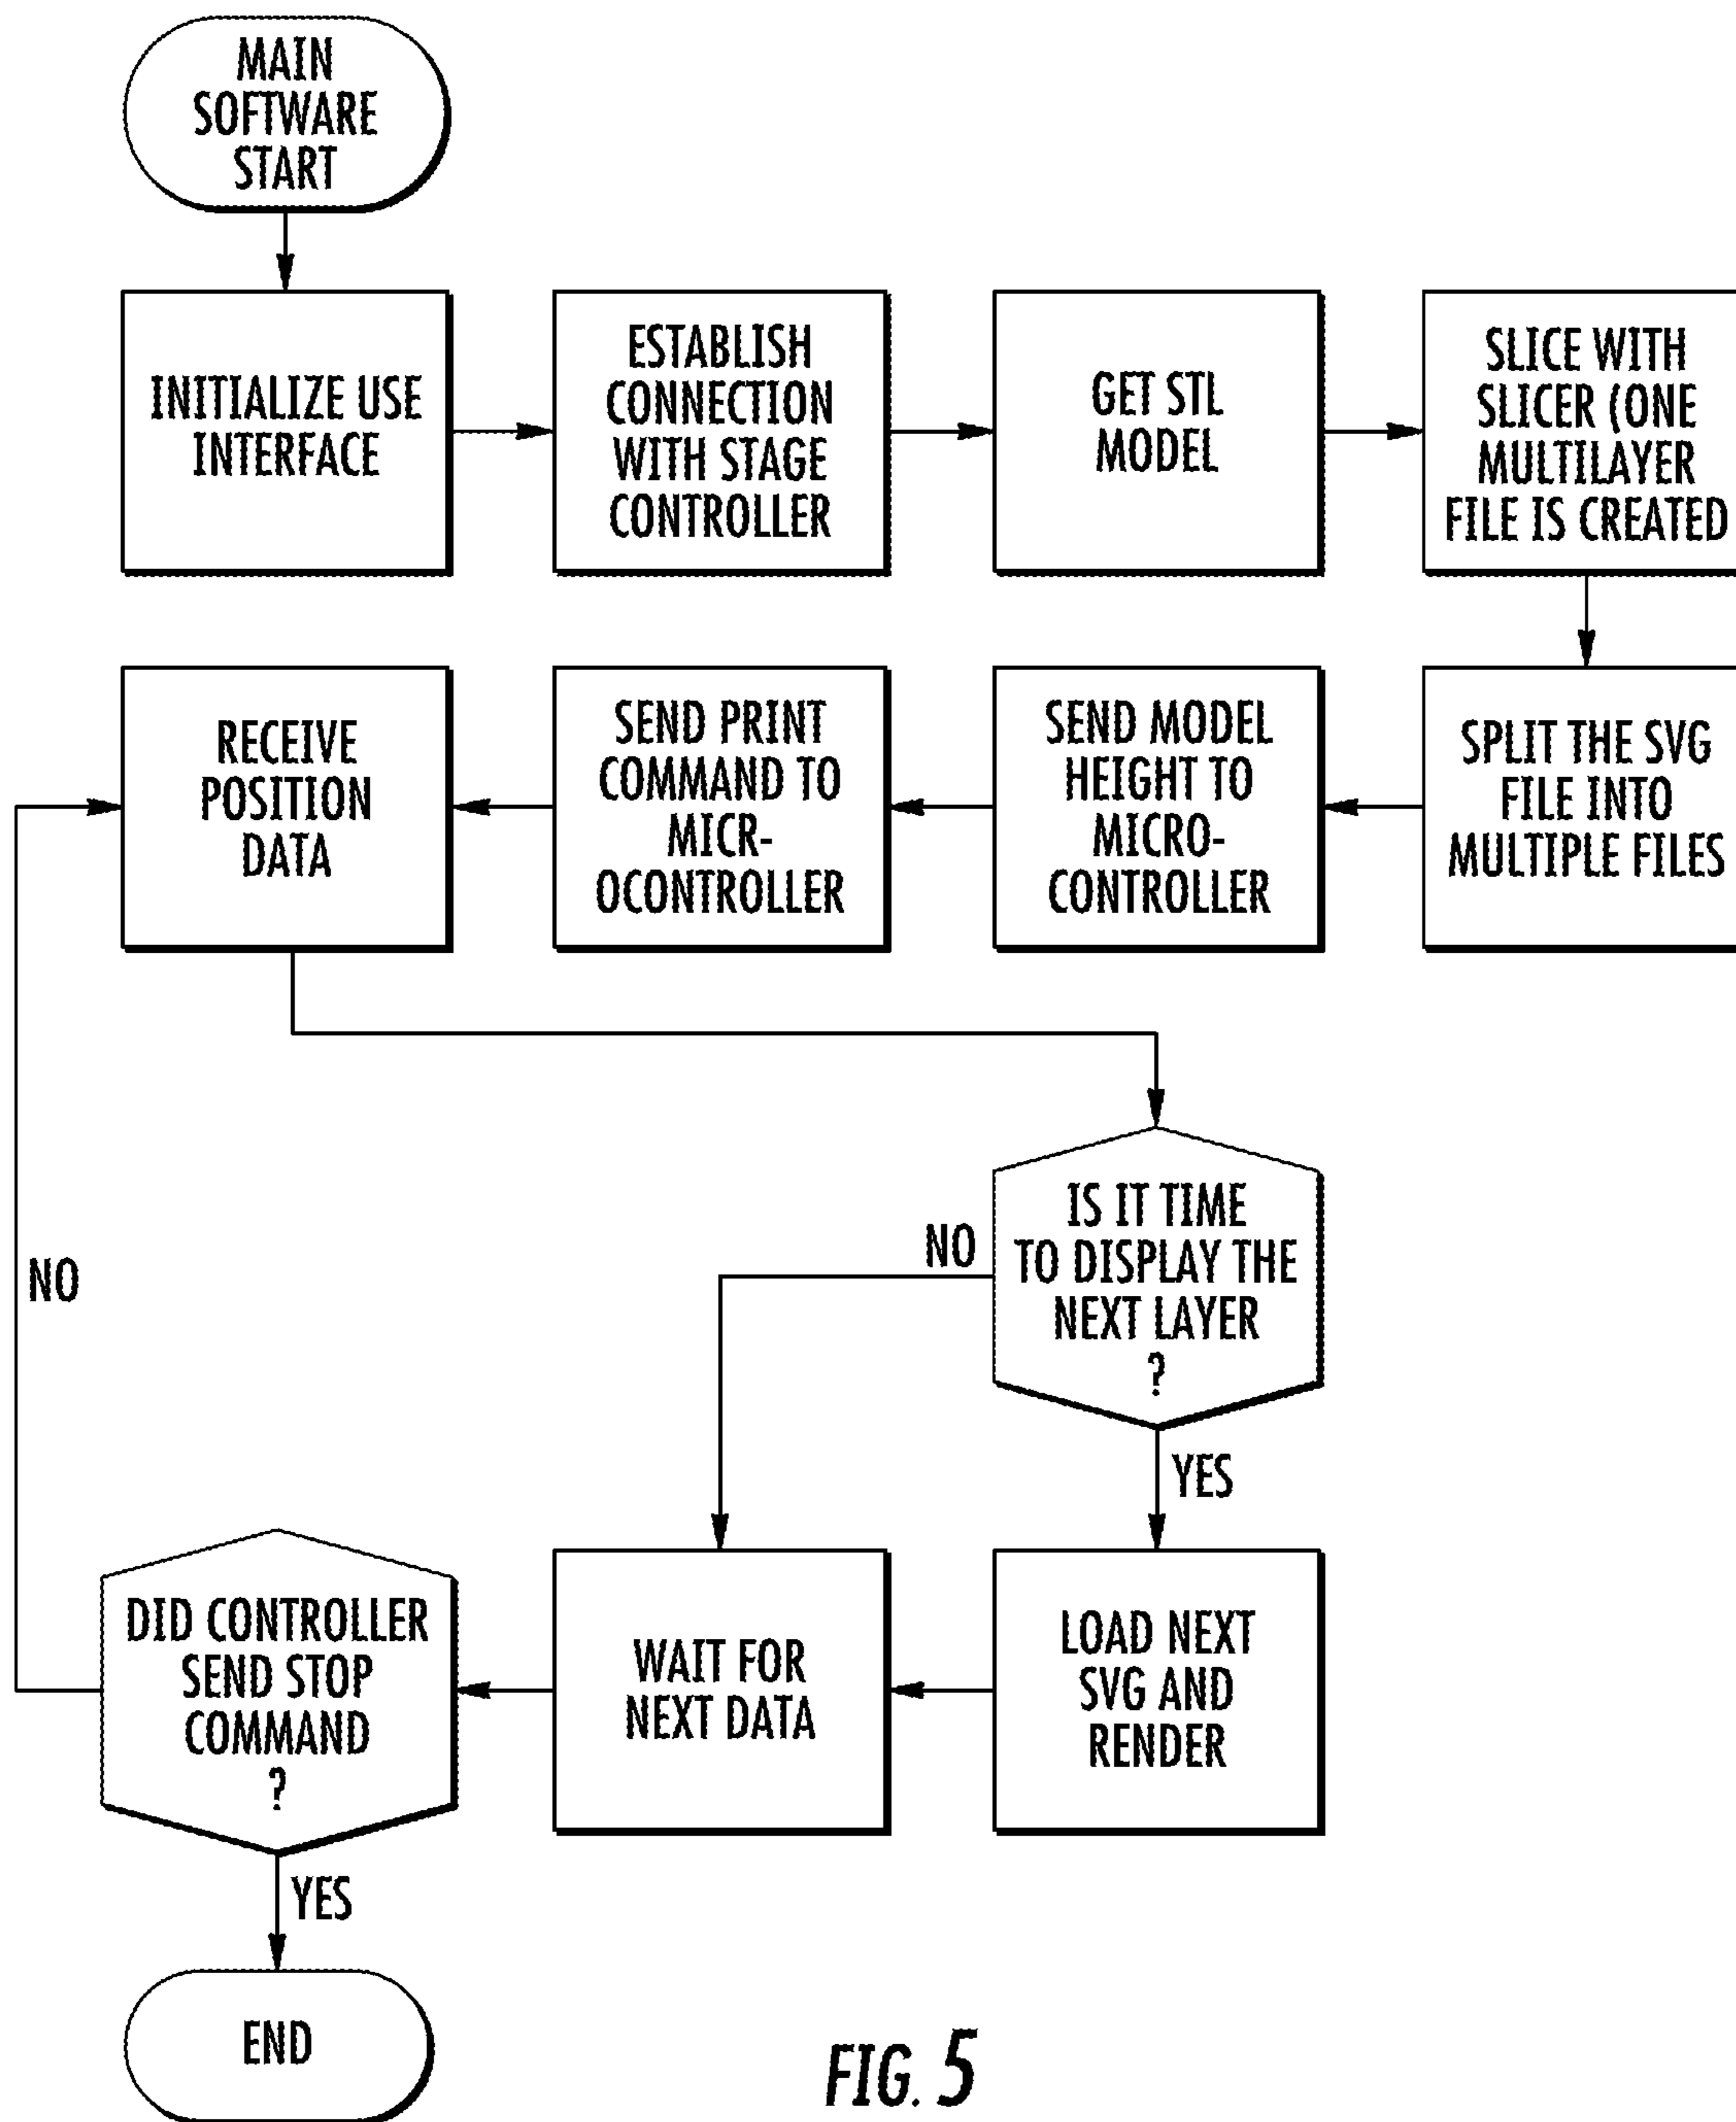 MAIN
SOFTWARE
START
INITIALIZE USE
INTERFACE
ESTABLISH
CONNECTION
WITH STAGE
CONTROLLER
GET STL
MODEL
SLICE WITH
SLICER (ONE
MULTILAYER
FILE IS CREATED
SPLIT THE SVG
FILE INTO
MULTIPLE FILES
SEND MODEL
HEIGHT TO
MICRO-
CONTROLLER
SEND PRINT
COMMAND TO
MICR-
OCONTROLLER
RECEIVE
POSITION
DATA
IS IT TIME
TO DISPLAY THE
NEXT LAYER
?
NO
YES
LOAD NEXT
SVG AND
RENDER
WAIT FOR
NEXT DATA
DID CONTROLLER
SEND STOP
COMMAND
?
NO
YES
END
FIG. 5